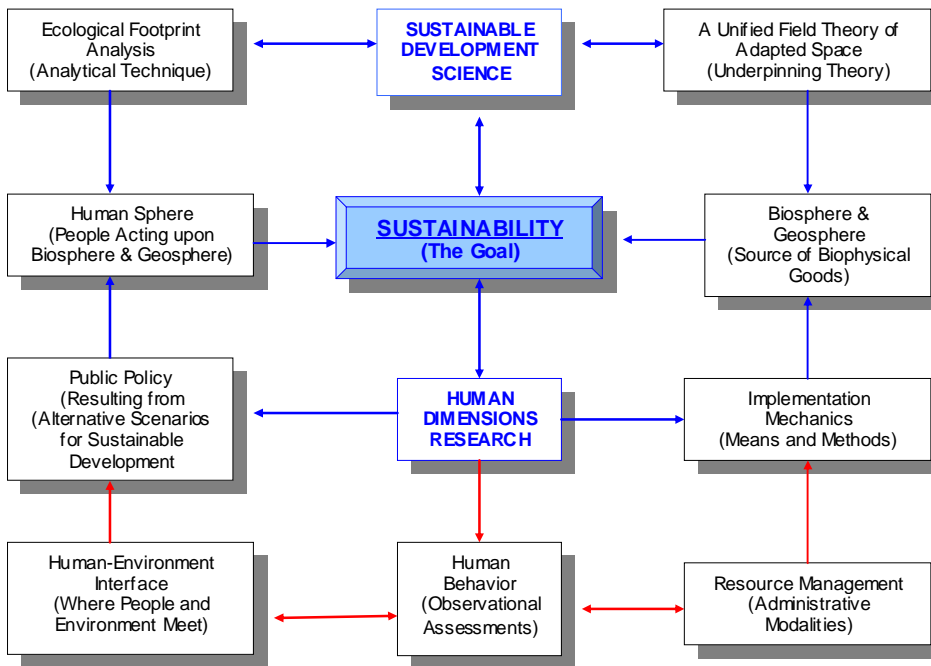 Ecological Footprint
Analysis
(Analytical Technique)
SUSTAINABLE
DEVELOPMENT
SCIENCE
A Unified Field Theory of
Adapted Space
(Underpinning Theory)
Human Sphere
(People Acting upon
Biosphere & Geosphere)
SUSTAINABILITY
(The Goal)
Biosphere &
Geosphere
(Source of Biophysical
Goods)
Public Policy
(Resulting from
(Alternative Scenarios
for Sustainable
Development
HUMAN
DIMENSIONS
RESEARCH
Implementation
Mechanics
(Means and Methods)
Human-Environment
Interface
(Where People and
Environment Meet)
Human
Behavior
(Observational
Assessments)
Resource Management
(Administrative
Modalities)